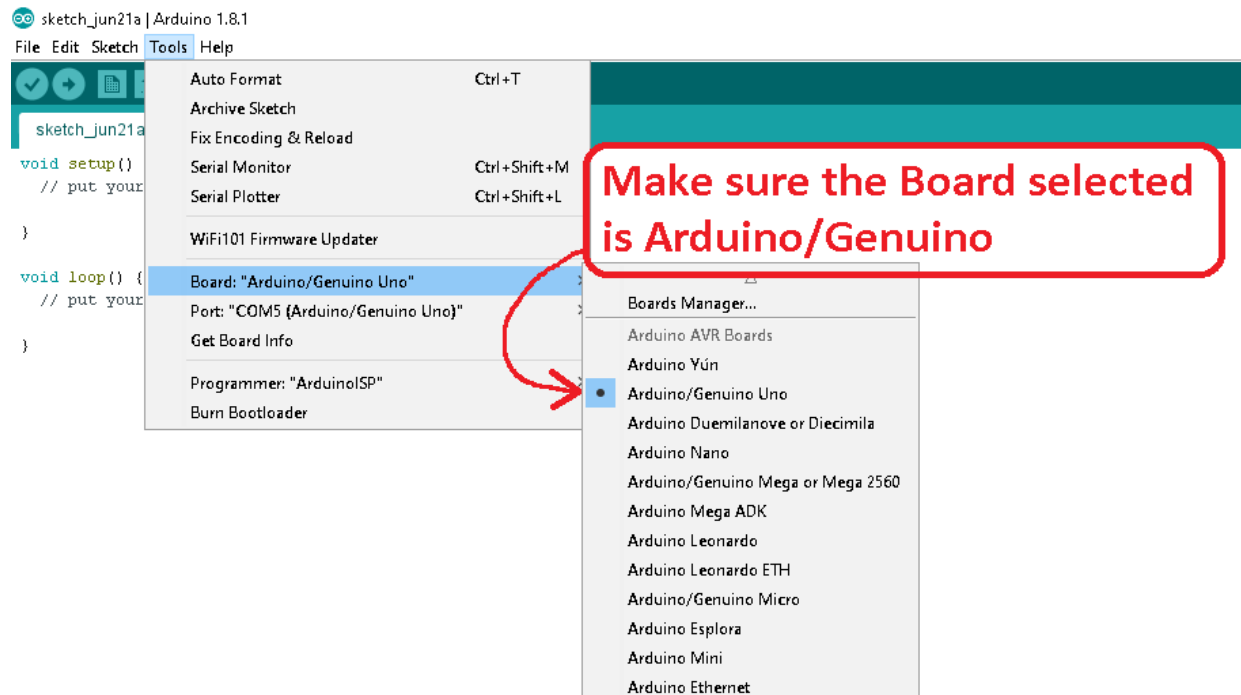 sketch_jun21a | Arduino 1.8.1
File Edit Sketch Tools Help
sketch_jun21a
void setup()
// put your
}
void loop() {
// put your
}
Auto Format Ctrl+T
Archive Sketch
Fix Encoding & Reload
Serial Monitor Ctrl+Shift+M
Serial Plotter Ctrl+Shift+L
WiFi101 Firmware Updater
Board: "Arduino/Genuino Uno"
Port: "COM5 (Arduino/Genuino Uno)"
Get Board Info
Programmer: "ArduinoISP"
Burn Bootloader
Make sure the Board selected
is Arduino/Genuino
Boards Manager...
Arduino AVR Boards
Arduino Yún
Arduino/Genuino Uno
Arduino Duemilanove or Diecimila
Arduino Nano
Arduino/Genuino Mega or Mega 2560
Arduino Mega ADK
Arduino Leonardo
Arduino Leonardo ETH
Arduino/Genuino Micro
Arduino Esplora
Arduino Mini
Arduino Ethernet